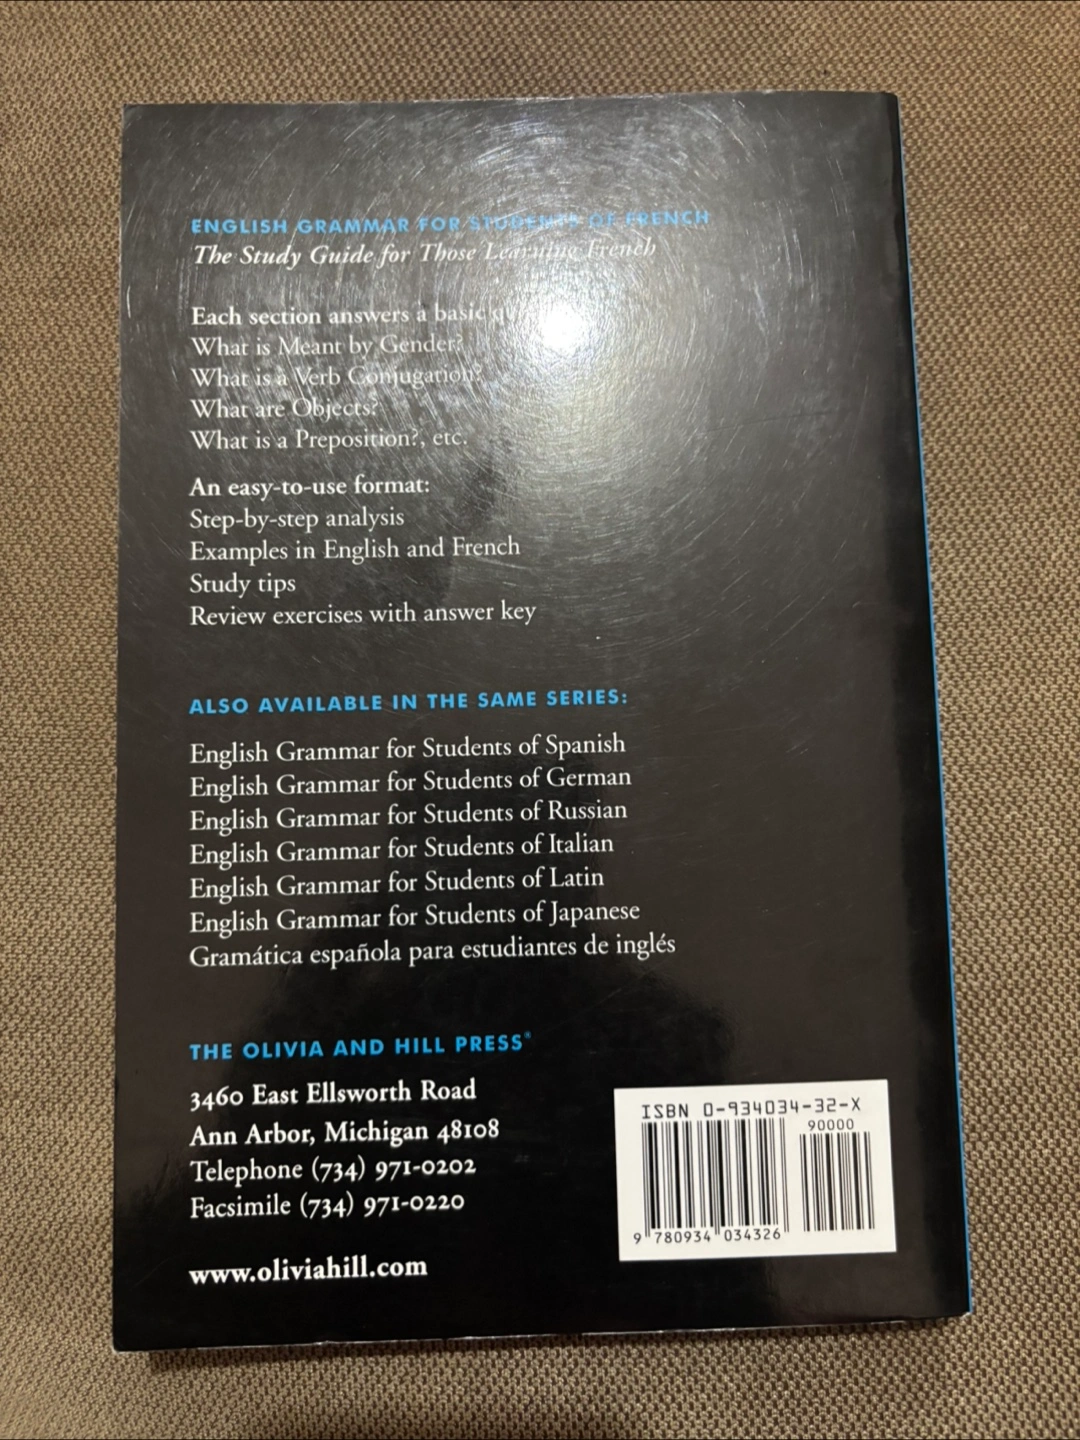 ENGLISH GRAMMAR FOR STUDENTS OF FRENCH
The Study Guide for Those Learning French
Each section answers a basic
What is Meant by Gender?
What is a Verb Conjugation?
What are Objects?
What is a Preposition?, etc.
An easy-to-use format:
Step-by-step analysis
Examples in English and French
Study tips
Review exercises with answer key
ALSO AVAILABLE IN THE SAME SERIES:
English Grammar for Students of Spanish
English Grammar for Students of German
English Grammar for Students of Russian
English Grammar for Students of Italian
English Grammar for Students of Latin
English Grammar for Students of Japanese
Gramática española para estudiantes de inglés
THE OLIVIA AND HILL PRESS®
3460 East Ellsworth Road
Ann Arbor, Michigan 48108
Telephone (734) 971-0202
Facsimile (734) 971-0220
www.oliviahill.com
ISBN 0-934034-32-X
90000
9 780934 034326